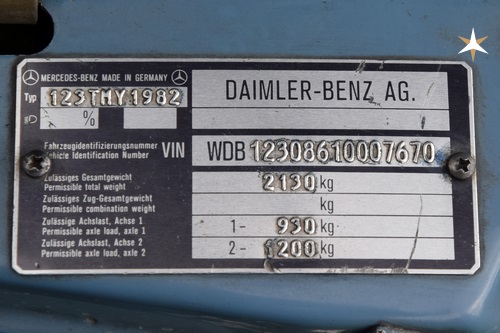 MERCEDES-BENZ MADE IN GERMANY
Typ 123TMY1982
%
DAIMLER-BENZ AG.
Fahrzeugidentifizierungsnummer
Vehicle Identification Number VIN WDB12308610007670
Zulässiges Gesamtgewicht
Permissible total weight 2130 kg
Zulässiges Zug-Gesamtgewicht
Permissible combination weight kg
Zulässige Achslast, Achse 1
Permissible axle load, axle 1 1- 930 kg
Zulässige Achslast, Achse 2
Permissible axle load, axle 2 2- 1200 kg